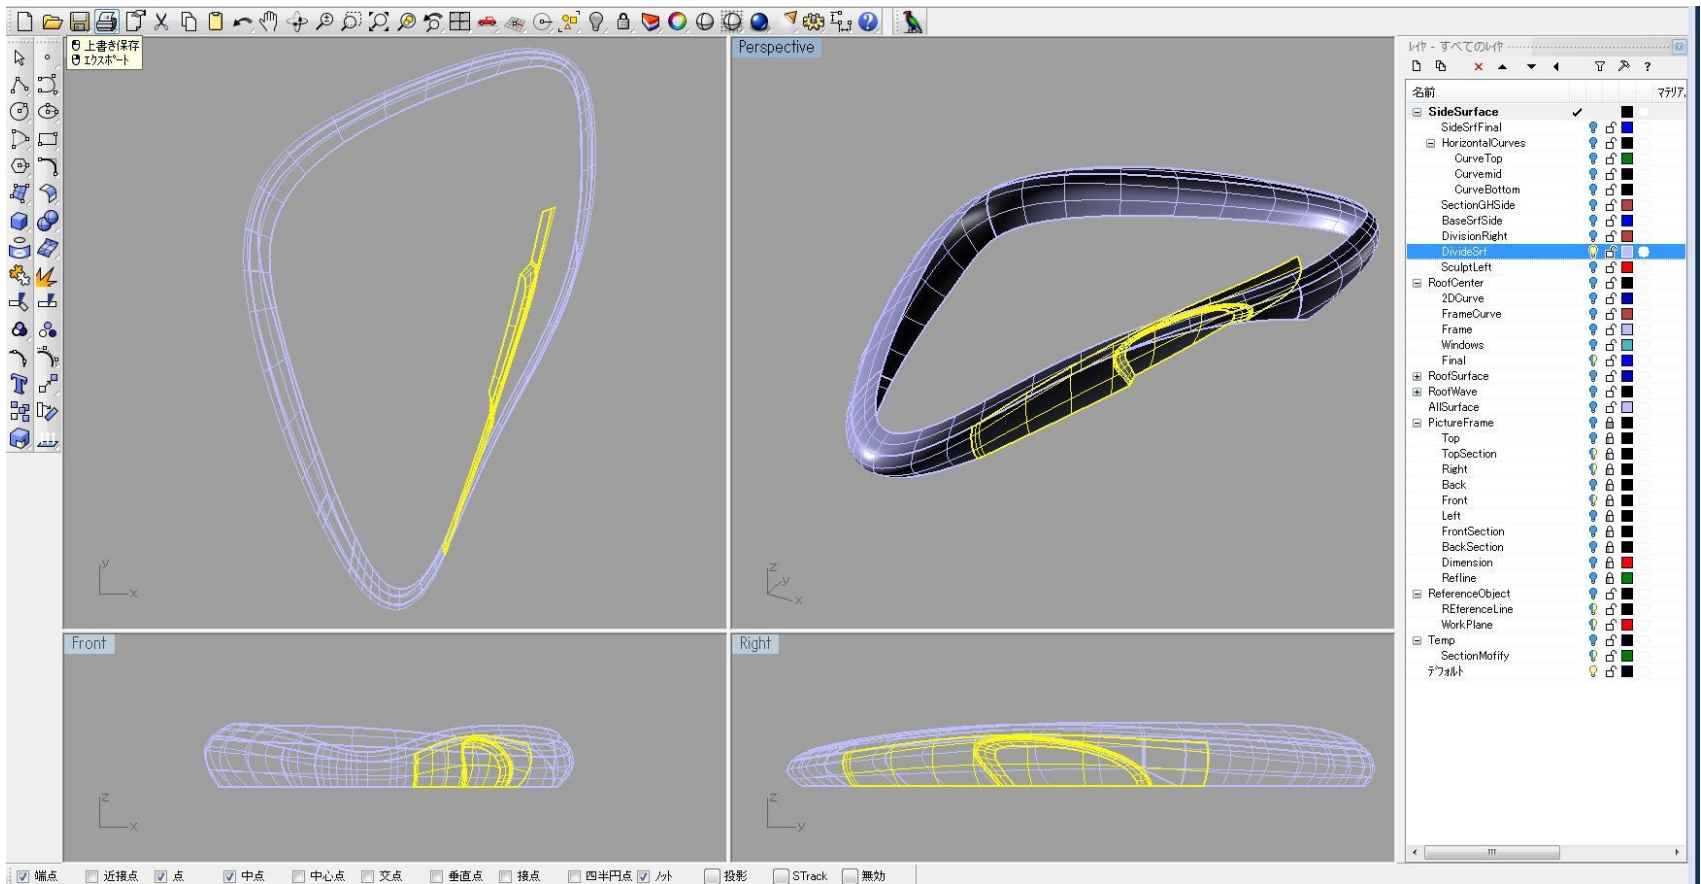 上書き保存
エクスポート
Perspective
Front
Right
y
x
z
y
x
z
x
z
y
レイヤ - すべてのレイヤ
?
名前
マテリア.
SideSurface
SideSrfFinal
HorizontalCurves
CurveTop
Curvemid
CurveBottom
SectionGHSide
BaseSrfSide
DivisionRight
DivideSrf
SculptLeft
RoofCenter
2DCurve
FrameCurve
Frame
Windows
Final
RoofSurface
RoofWave
AllSurface
PictureFrame
Top
TopSection
Right
Back
Front
Left
FrontSection
BackSection
Dimension
Refline
ReferenceObject
REferenceLine
WorkPlane
Temp
SectionMofify
デフォルト
端点 近接点 点 中点 中心点 交点 垂直点 接点 四半円点 ノット 投影 STrack 無効